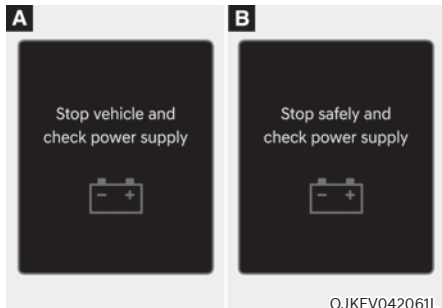 A
Stop vehicle and
check power supply
- +
B
Stop safely and
check power supply
- +
OJKEV042061L